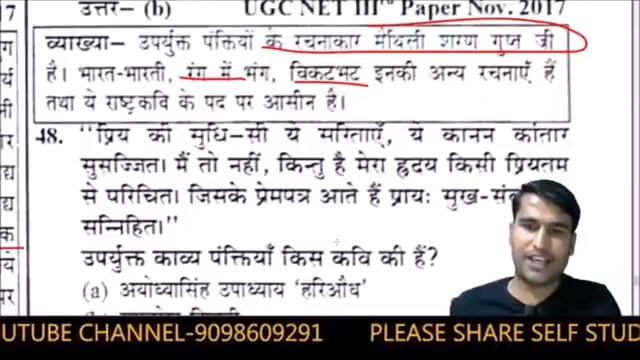 उत्तर– (b) UGC NET IIIrd Paper Nov. 2017
व्याख्या– उपर्युक्त पंक्तियों के रचनाकार मैथिली शरण गुप्त जी
है। भारत-भारती, रंग में भंग, विकटभट इनकी अन्य रचनाएँ हैं
तथा ये राष्ट्रकवि के पद पर आसीन है।
48. "प्रिय की सुधि-सी ये सरिताएँ, ये कानन कांतार
सुसज्जित। मैं तो नहीं, किन्तु है मेरा हृदय किसी प्रियतम
से परिचित। जिसके प्रेमपत्र आते हैं प्रायः सुख-
सन्निहित।"
उपर्युक्त काव्य पंक्तियाँ किस कवि की हैं?
(a) अयोध्यासिंह उपाध्याय 'हरिऔध'
OUTUBE CHANNEL-9098609291 PLEASE SHARE SELF STUD